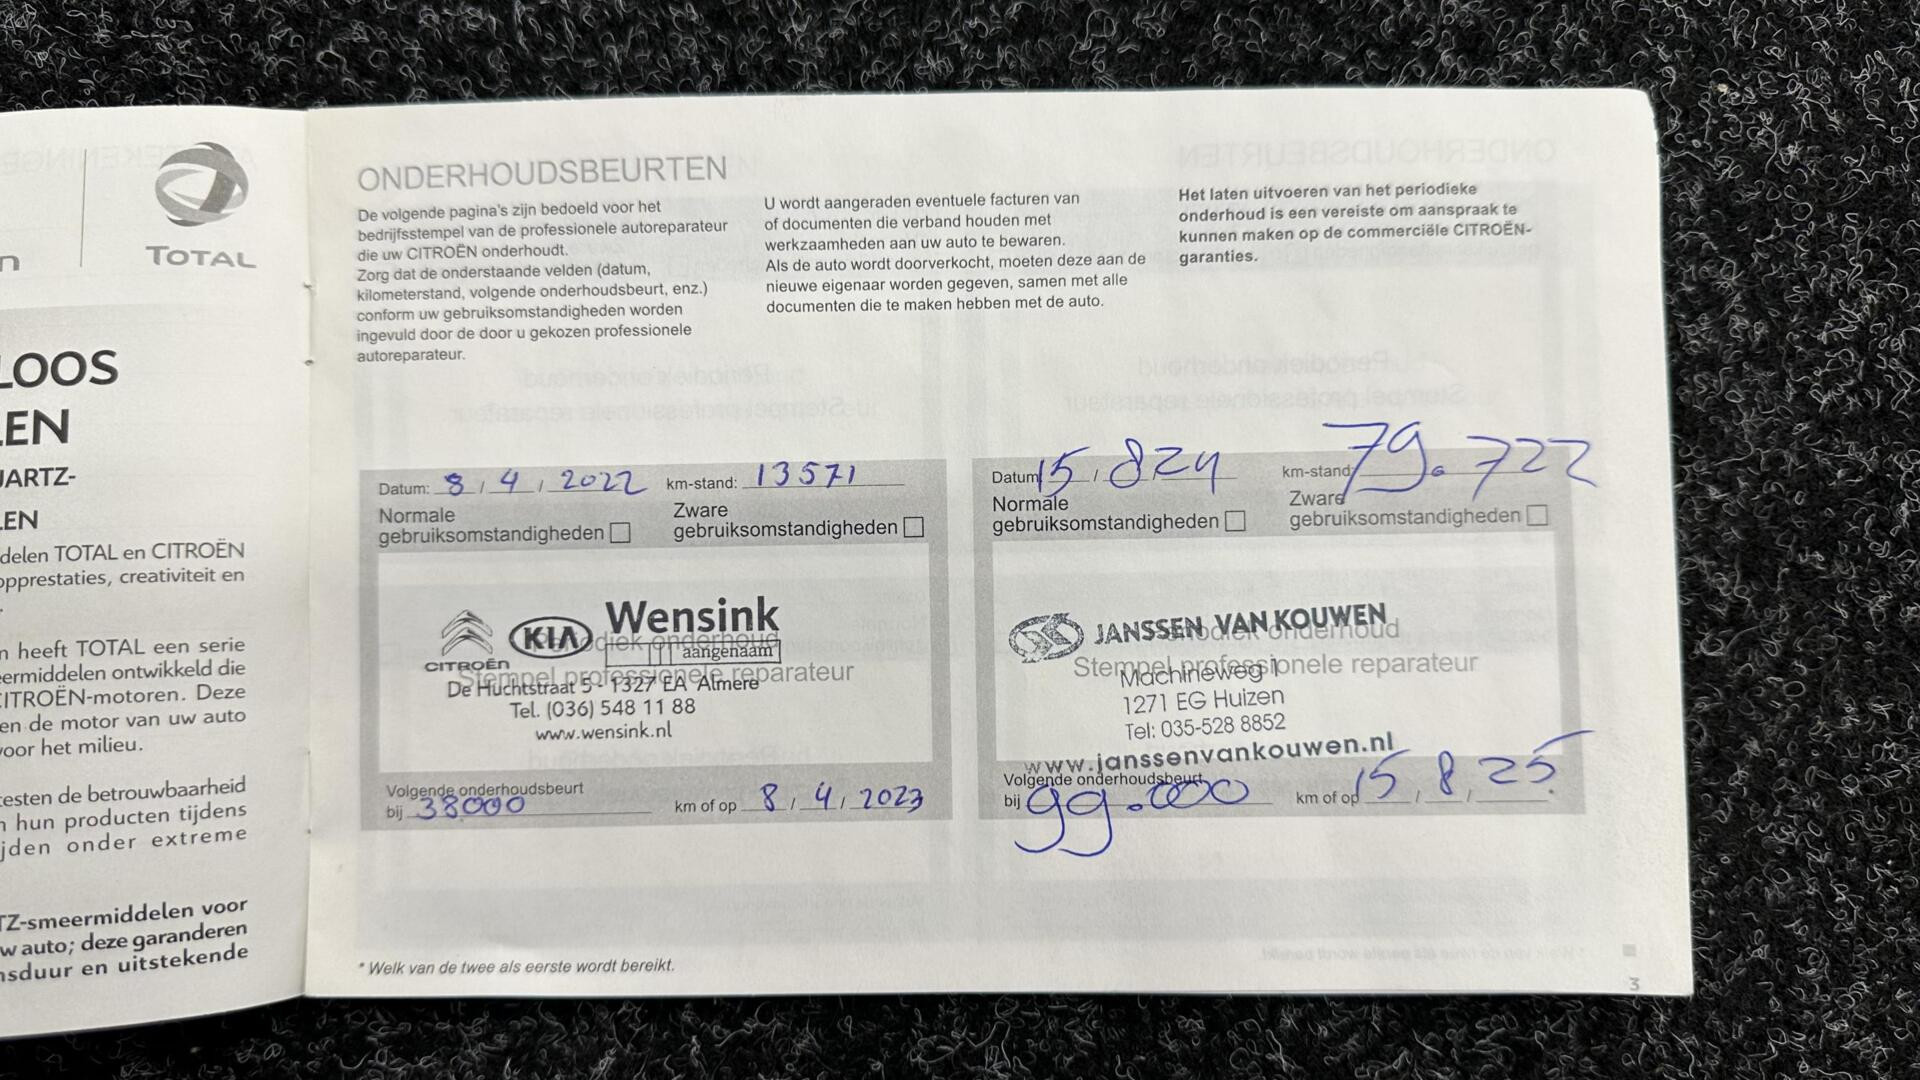 n
TOTAL
LOOS
LEN
UARTZ-
LEN
delen TOTAL en CITROËN
opprestaties, creativiteit en
n heeft TOTAL een serie
eermiddelen ontwikkeld die
CITROËN-motoren. Deze
en de motor van uw auto
voor het milieu.
testen de betrouwbaarheid
n hun producten tijdens
ijden onder extreme
TZ-smeermiddelen voor
w auto; deze garanderen
nsduur en uitstekende
ONDERHOUDSBEURTEN
De volgende pagina's zijn bedoeld voor het
bedrijfsstempel van de professionele autoreparateur
die uw CITROËN onderhoudt.
Zorg dat de onderstaande velden (datum,
kilometerstand, volgende onderhoudsbeurt, enz.)
conform uw gebruiksomstandigheden worden
ingevuld door de door u gekozen professionele
autoreparateur.
U wordt aangeraden eventuele facturen van
of documenten die verband houden met
werkzaamheden aan uw auto te bewaren.
Als de auto wordt doorverkocht, moeten deze aan de
nieuwe eigenaar worden gegeven, samen met alle
documenten die te maken hebben met de auto.
Het laten uitvoeren van het periodieke
onderhoud is een vereiste om aanspraak te
kunnen maken op de commerciële CITROËN-
garanties.
Datum: 8 / 4 / 2022 km-stand: 13571
Normale
gebruiksomstandigheden
Zware
gebruiksomstandigheden
Periodiek onderhoud
Stempel professionele reparateur
CITROËN
KIA
Wensink
aangenaam
De Huchtstraat 5 - 1327 EA Almere
Tel. (036) 548 11 88
www.wensink.nl
Volgende onderhoudsbeurt
bij 38000 km of op 8 / 4 / 2023
Datum 15 / 8 24 km-stand: 79.722
Normale
gebruiksomstandigheden
Zware
gebruiksomstandigheden
Periodiek onderhoud
Stempel professionele reparateur
JANSSEN VAN KOUWEN
Machineweg 1
1271 EG Huizen
Tel: 035-528 8852
www.janssenvankouwen.nl
Volgende onderhoudsbeurt
bij 99.000 km of op 15 / 8 / 25
* Welk van de twee als eerste wordt bereikt.
3